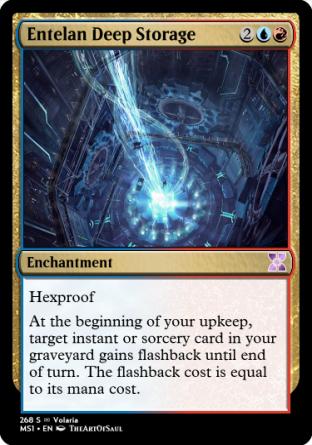 Entelan Deep Storage 2
Enchantment
Hexproof
At the beginning of your upkeep,
target instant or sorcery card in your
graveyard gains flashback until end
of turn. The flashback cost is equal
to its mana cost.
268 S Volaria
MS1 • EN TheArtOfSaul